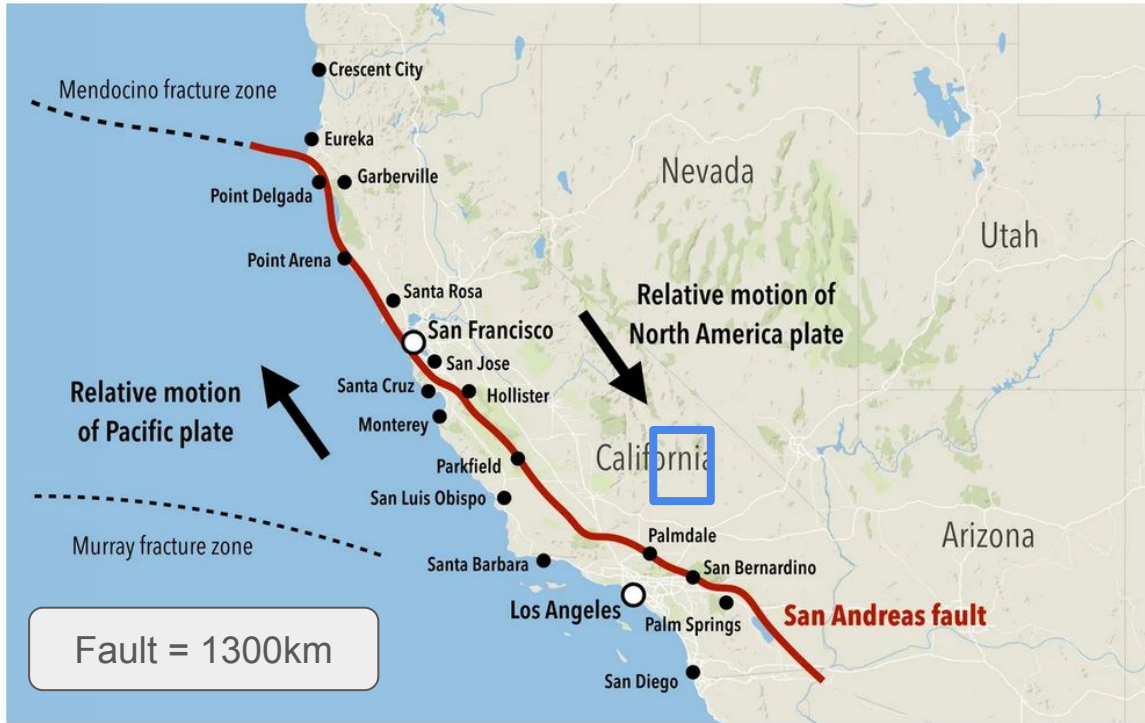 Crescent City
Mendocino fracture zone
Eureka
Nevada
Garberville
Point Delgada
Utah
Point Arena
Santa Rosa
Relative motion of
North America plate
San Francisco
San Jose
Santa Cruz
Hollister
Relative motion
of Pacific plate
Monterey
California
Parkfield
San Luis Obispo
Murray fracture zone
Palmdale
Arizona
Santa Barbara
San Bernardino
Los Angeles
Palm Springs
San Andreas fault
Fault = 1300km
San Diego